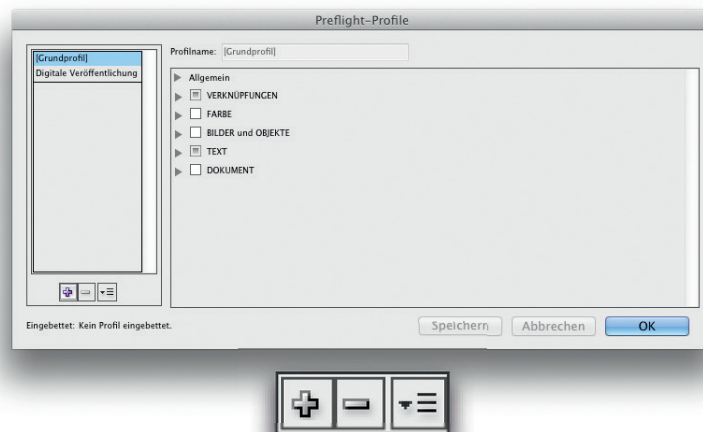 Preflight-Profile
[Grundprofil]
Digitale Veröffentlichung
Profilname: [Grundprofil]
Allgemein
VERKNÜPFUNGEN
FARBE
BILDER und OBJEKTE
TEXT
DOKUMENT
Eingebettet: Kein Profil eingebettet.
Speichern Abbrechen OK